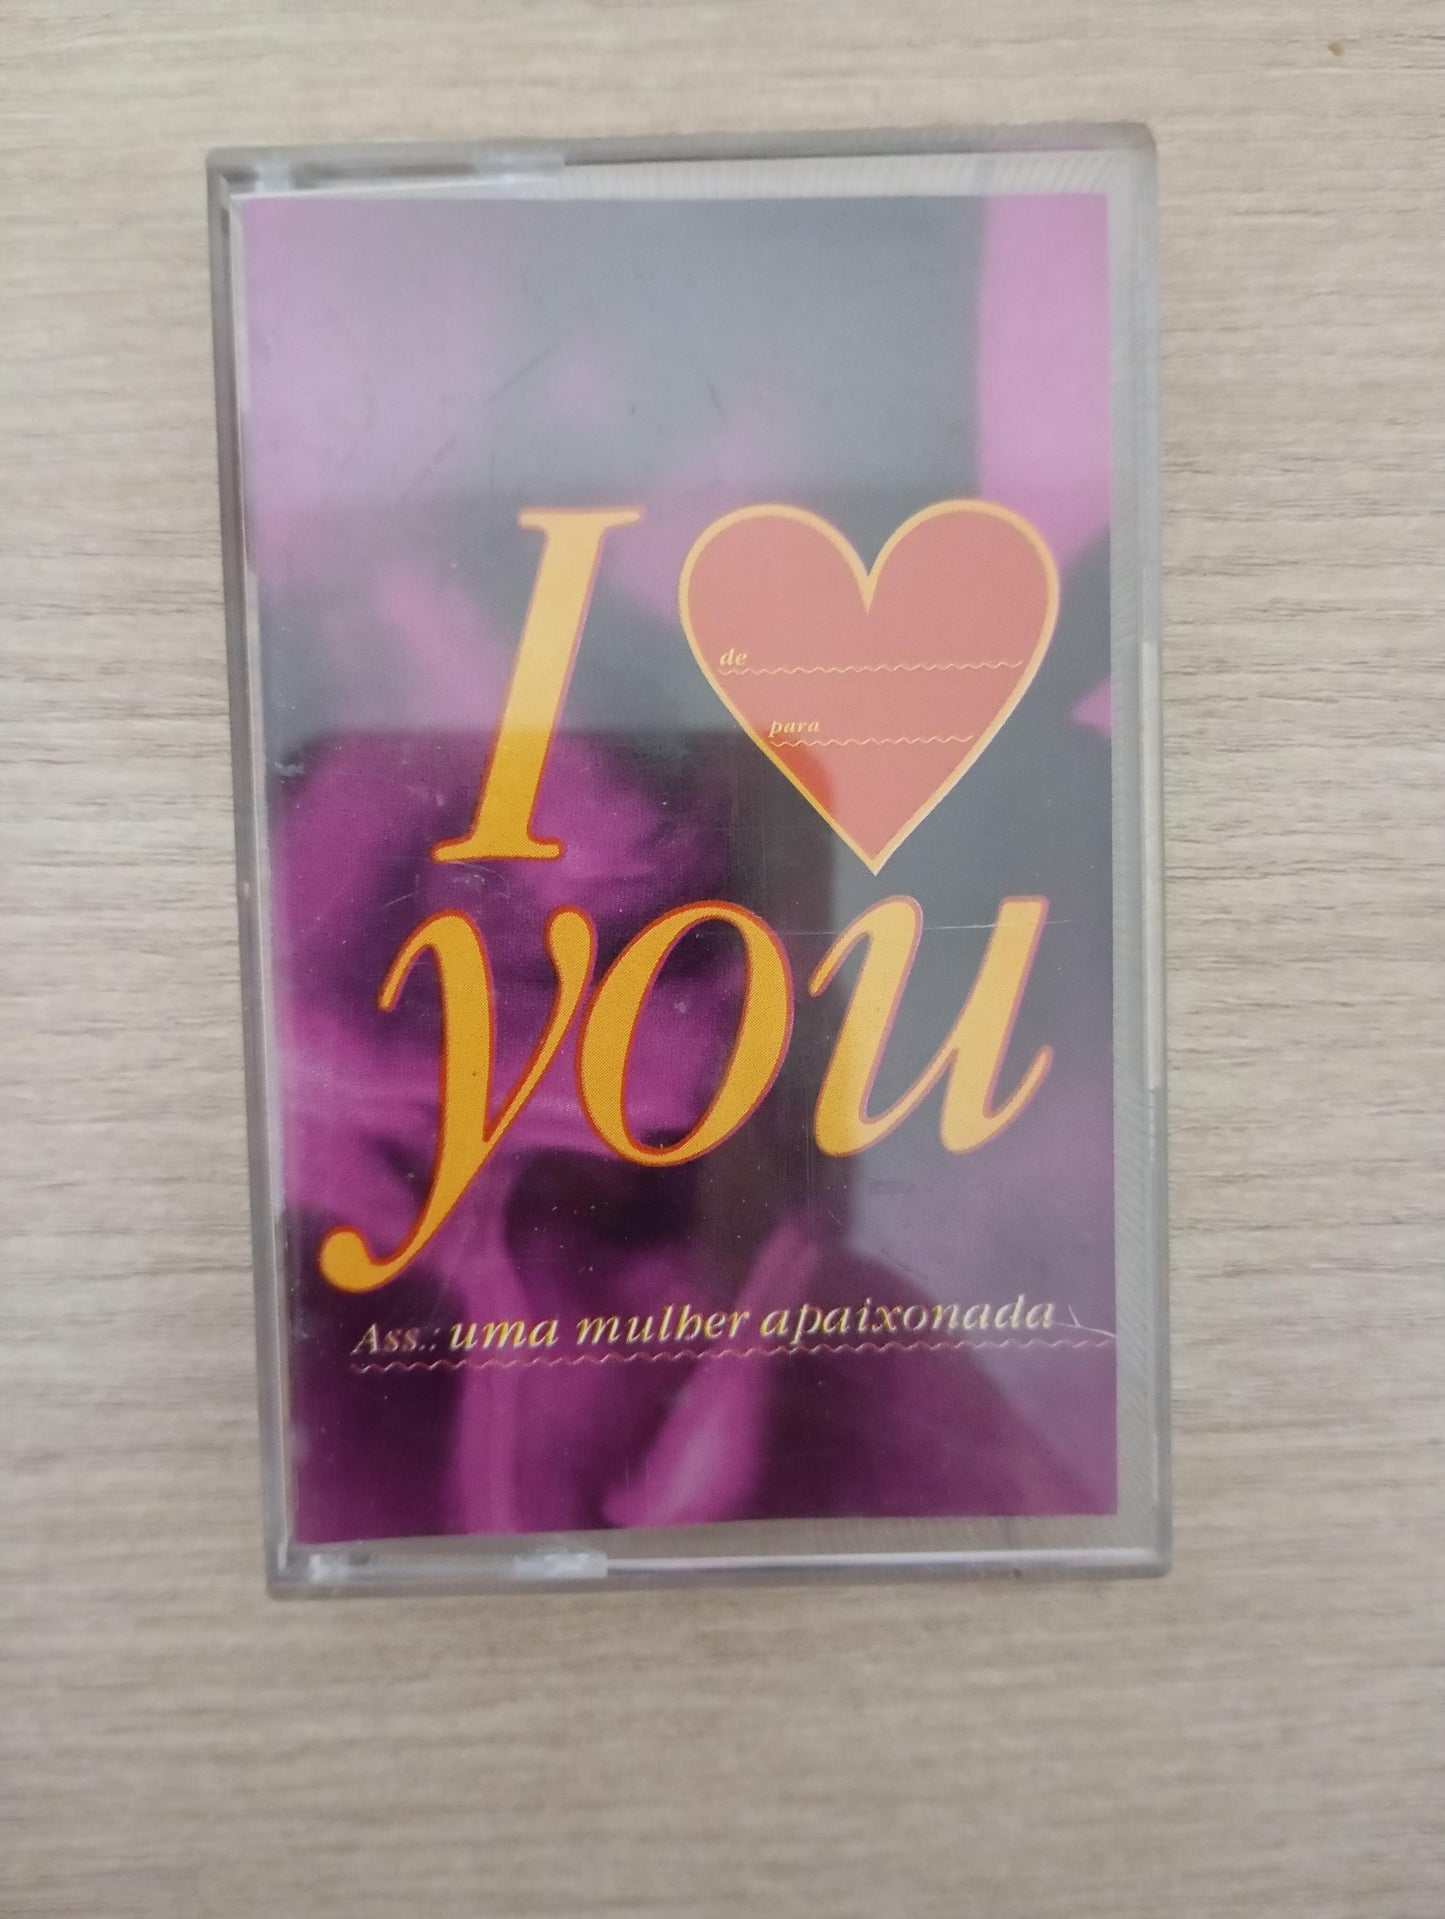 I
de
para
you
Ass.: uma mulher apaixonada